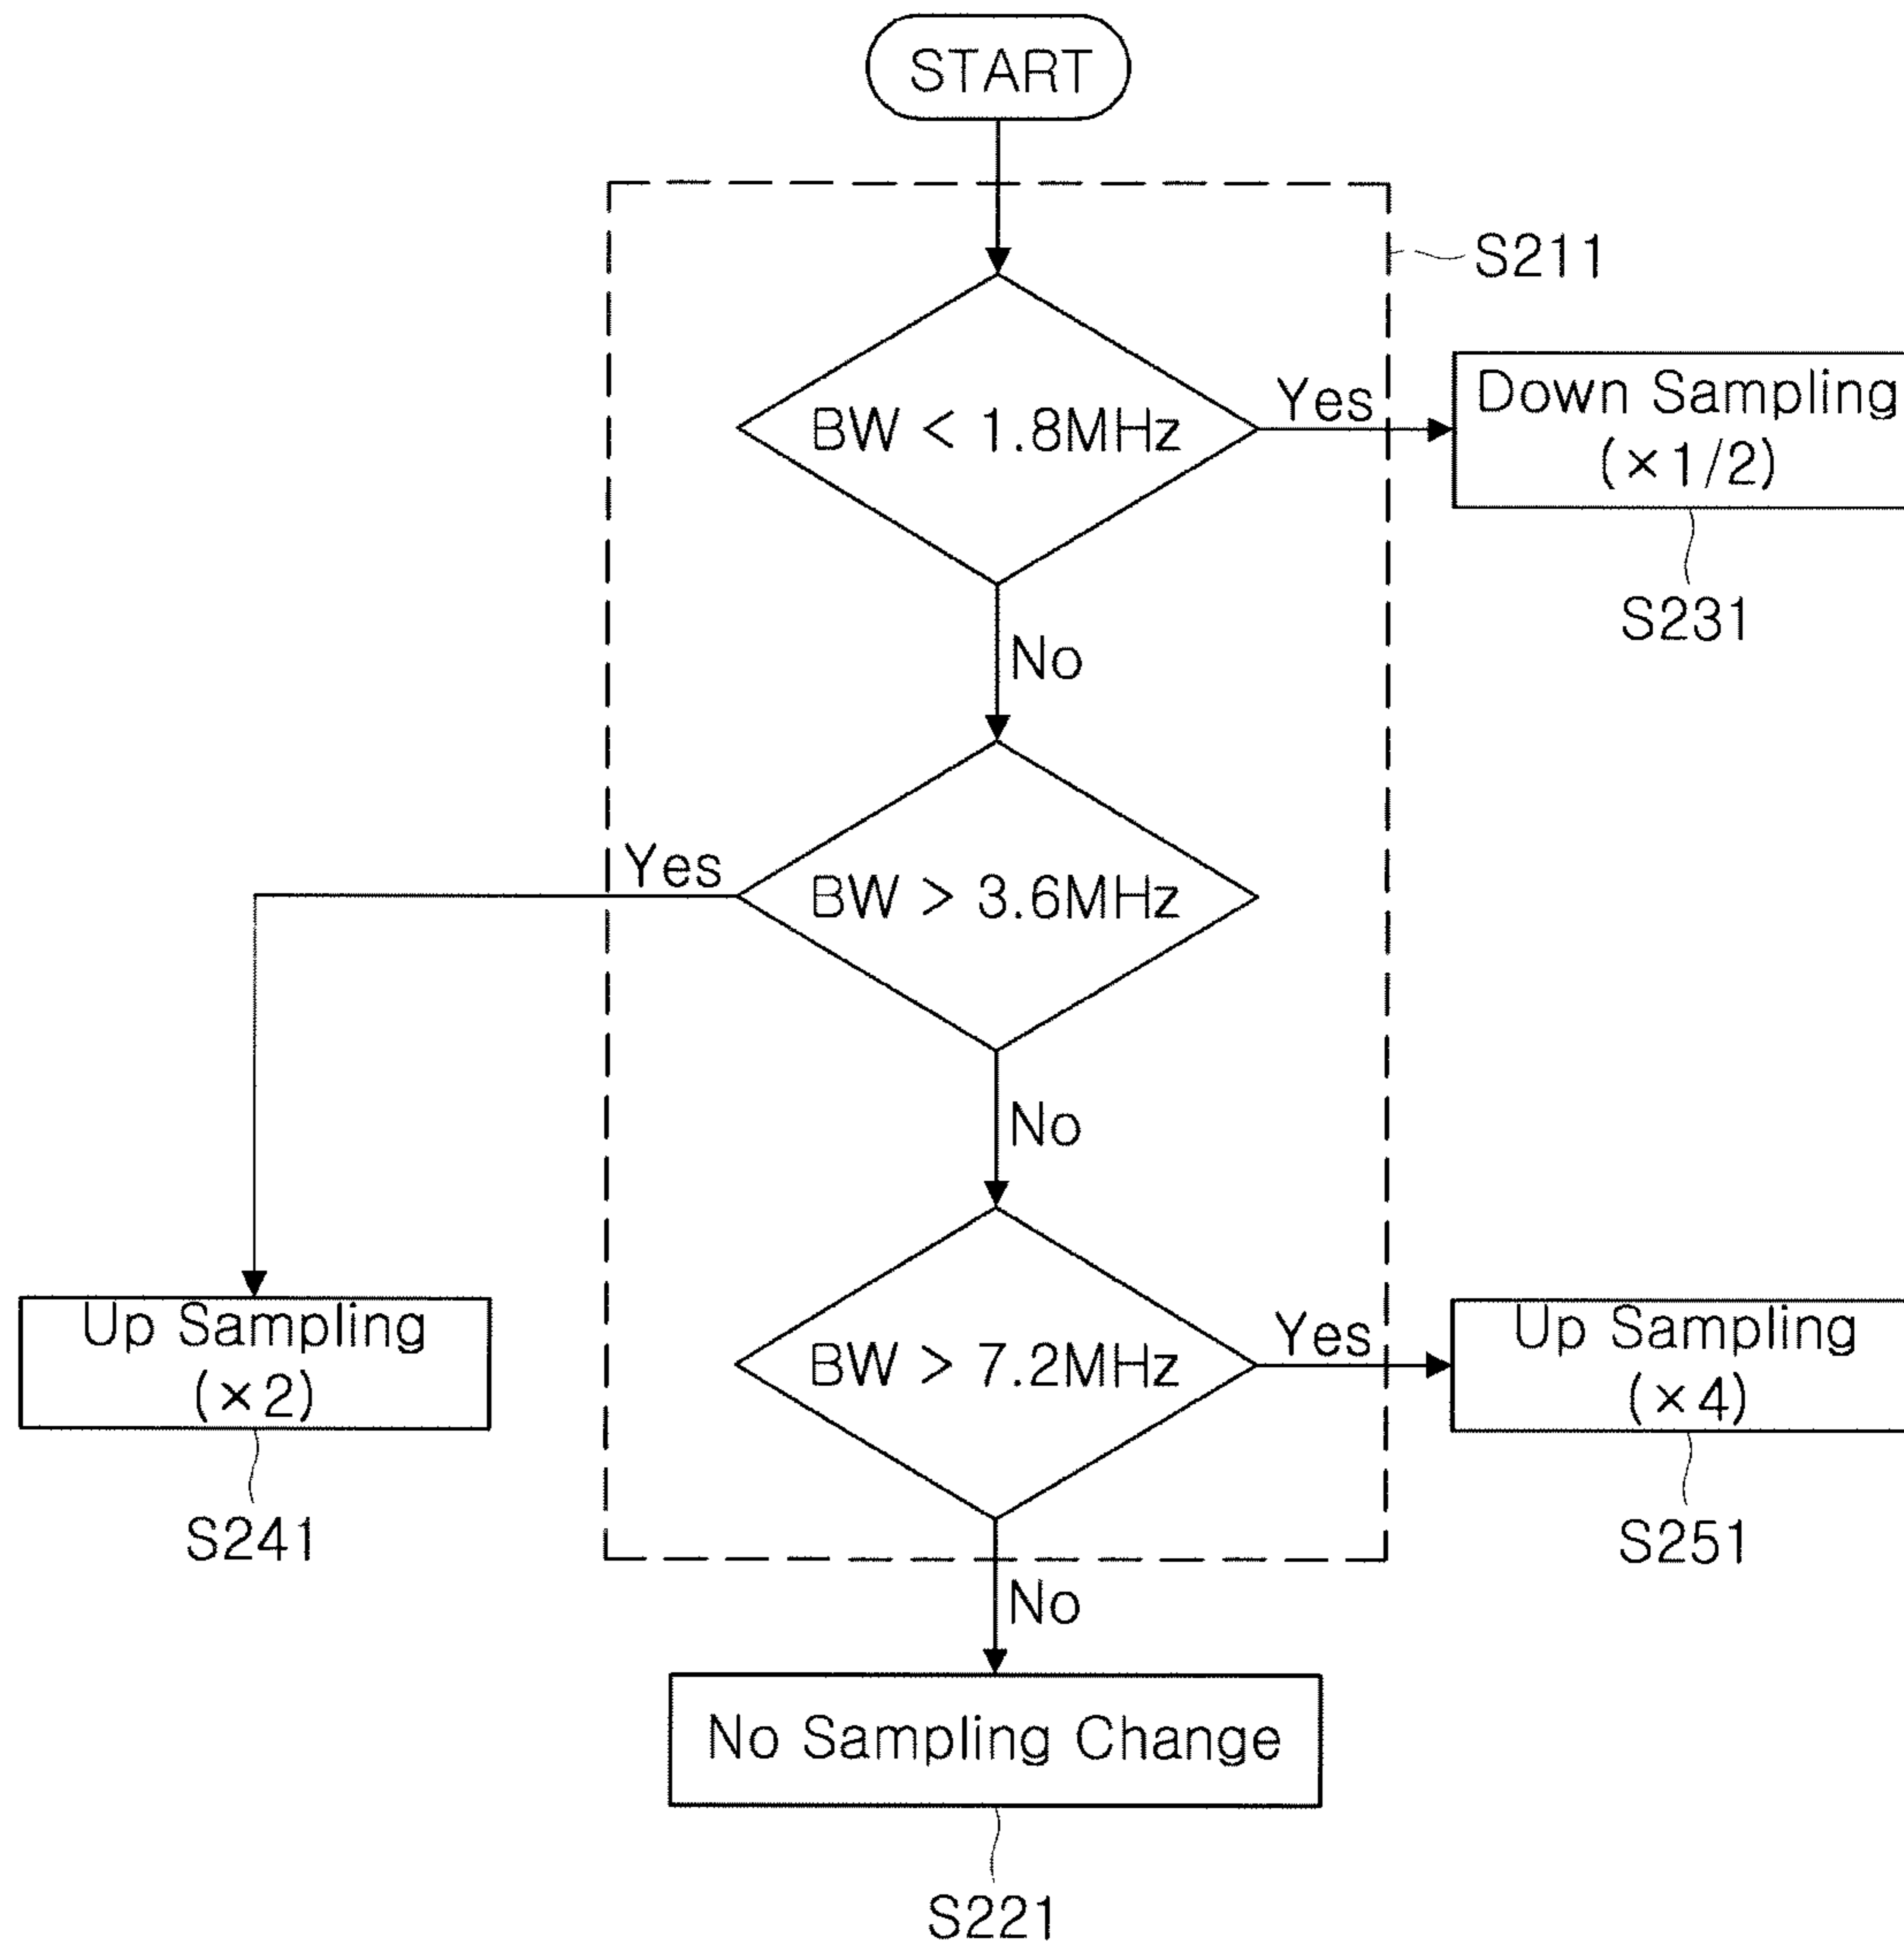 START
S211
BW < 1.8MHz
Yes
Down Sampling
(×1/2)
S231
No
Yes
BW > 3.6MHz
No
Up Sampling
(×2)
S241
BW > 7.2MHz
Yes
Up Sampling
(×4)
S251
No
No Sampling Change
S221